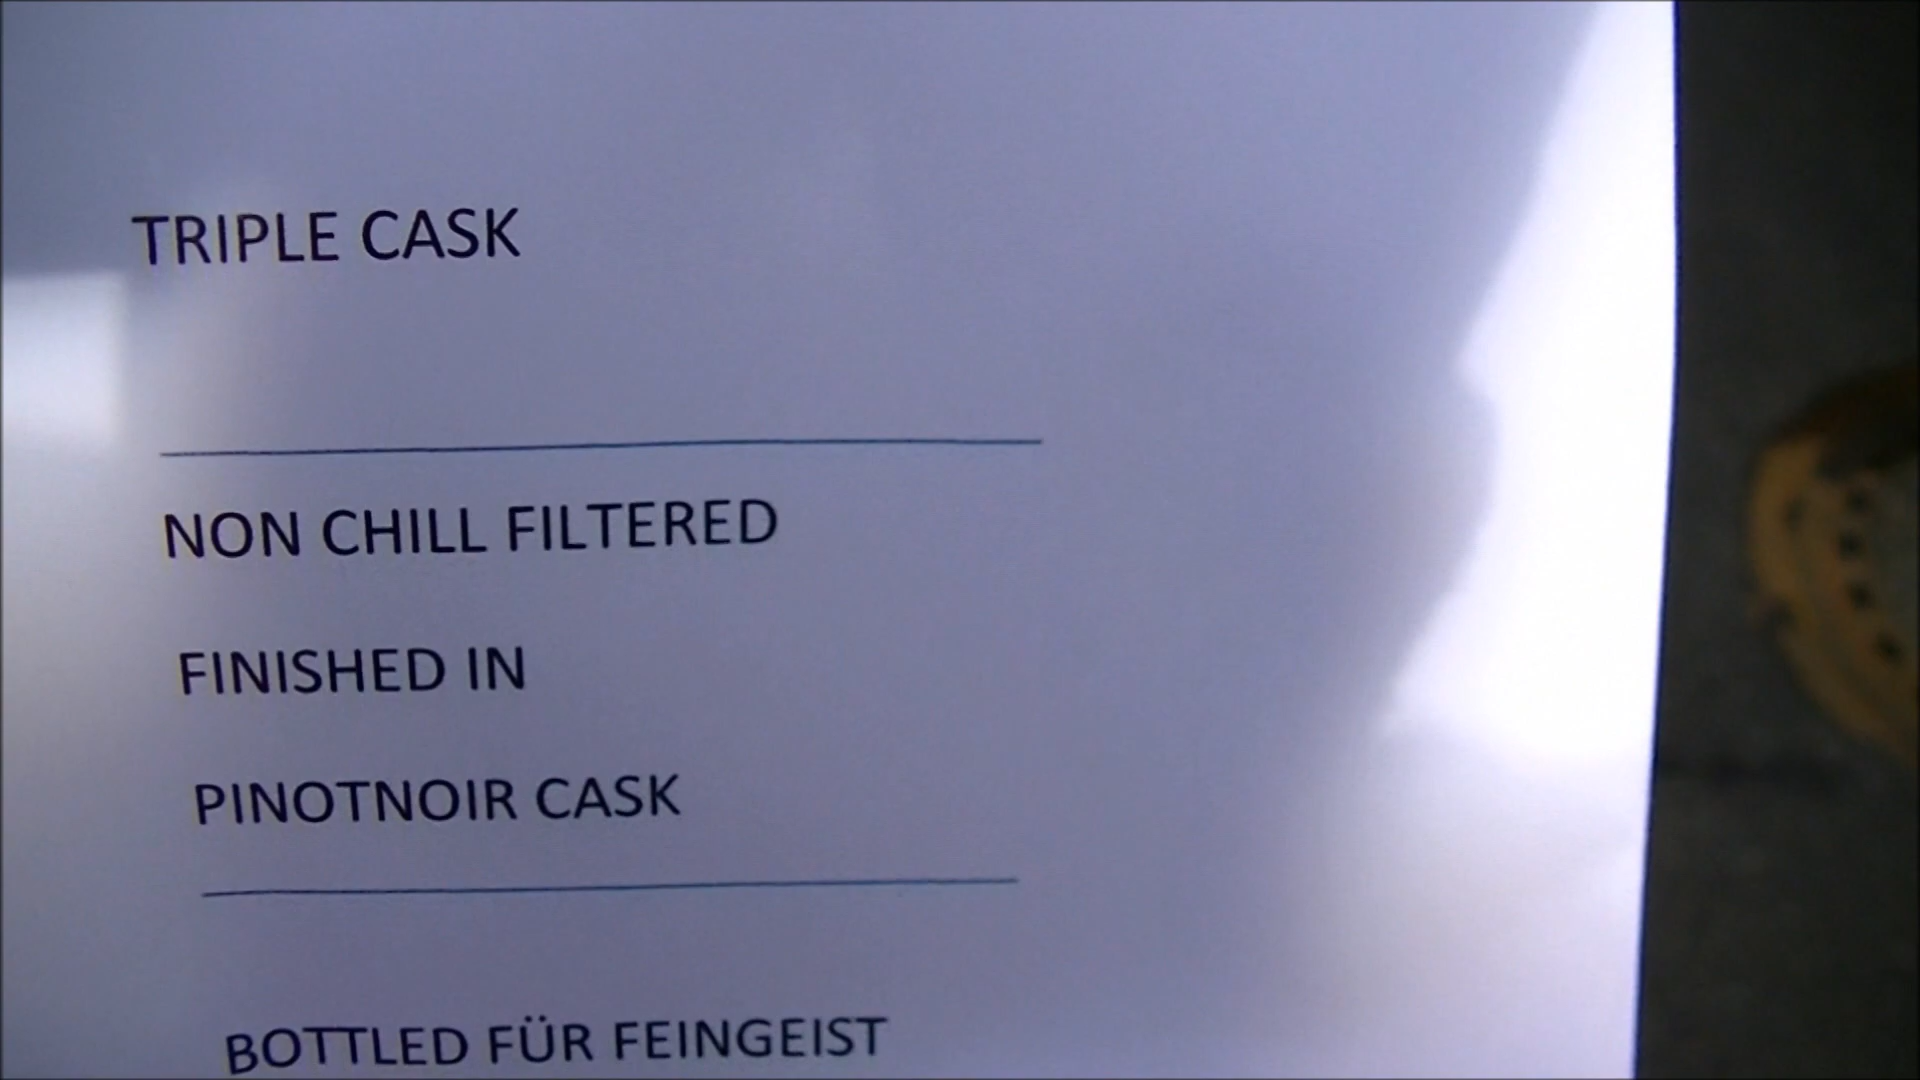 TRIPLE CASK
NON CHILL FILTERED
FINISHED IN
PINOTNOIR CASK
BOTTLED FÜR FEINGEIST